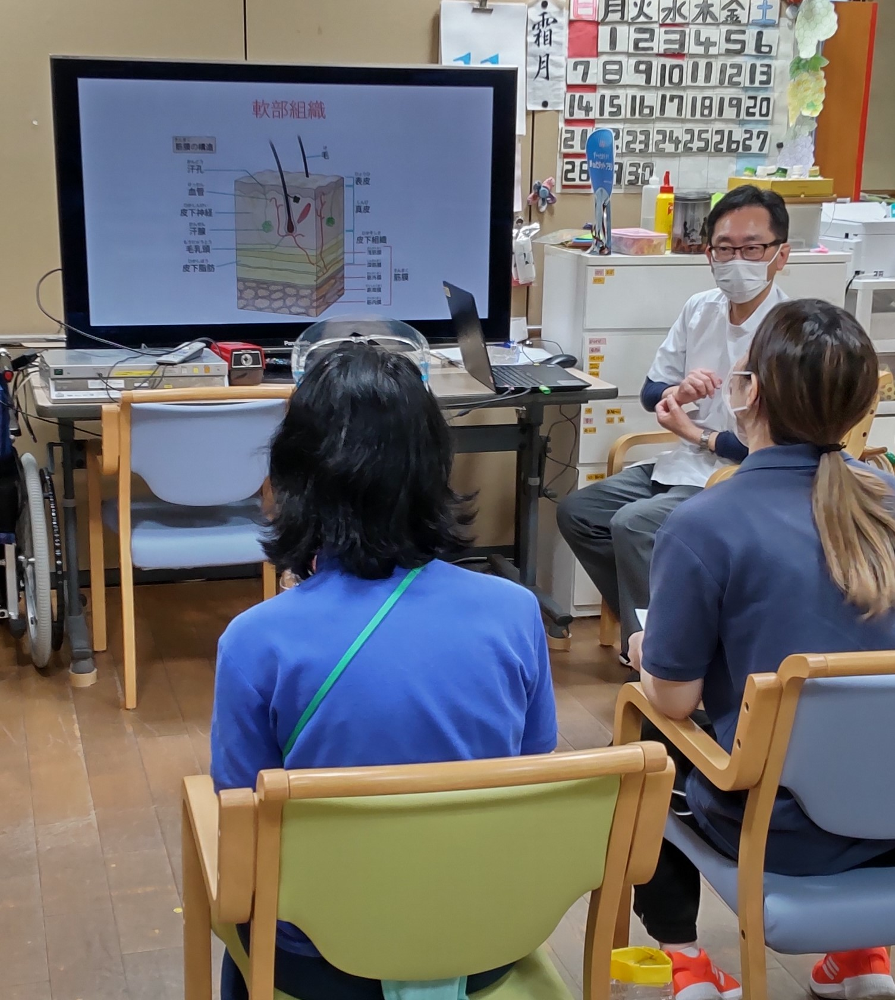 軟部組織
筋膜の構造
汗孔
血管
皮下神経
汗腺
毛乳頭
皮下脂肪
毛
表皮
真皮
皮下組織
浅筋膜
深筋膜
筋外膜
筋周膜
筋内膜
筋膜
11
霜月
日 月 火 水 木 金 土
1 2 3 4 5 6
7 8 9 10 11 12 13
14 15 16 17 18 19 20
21 23 24 25 26 27
28 30